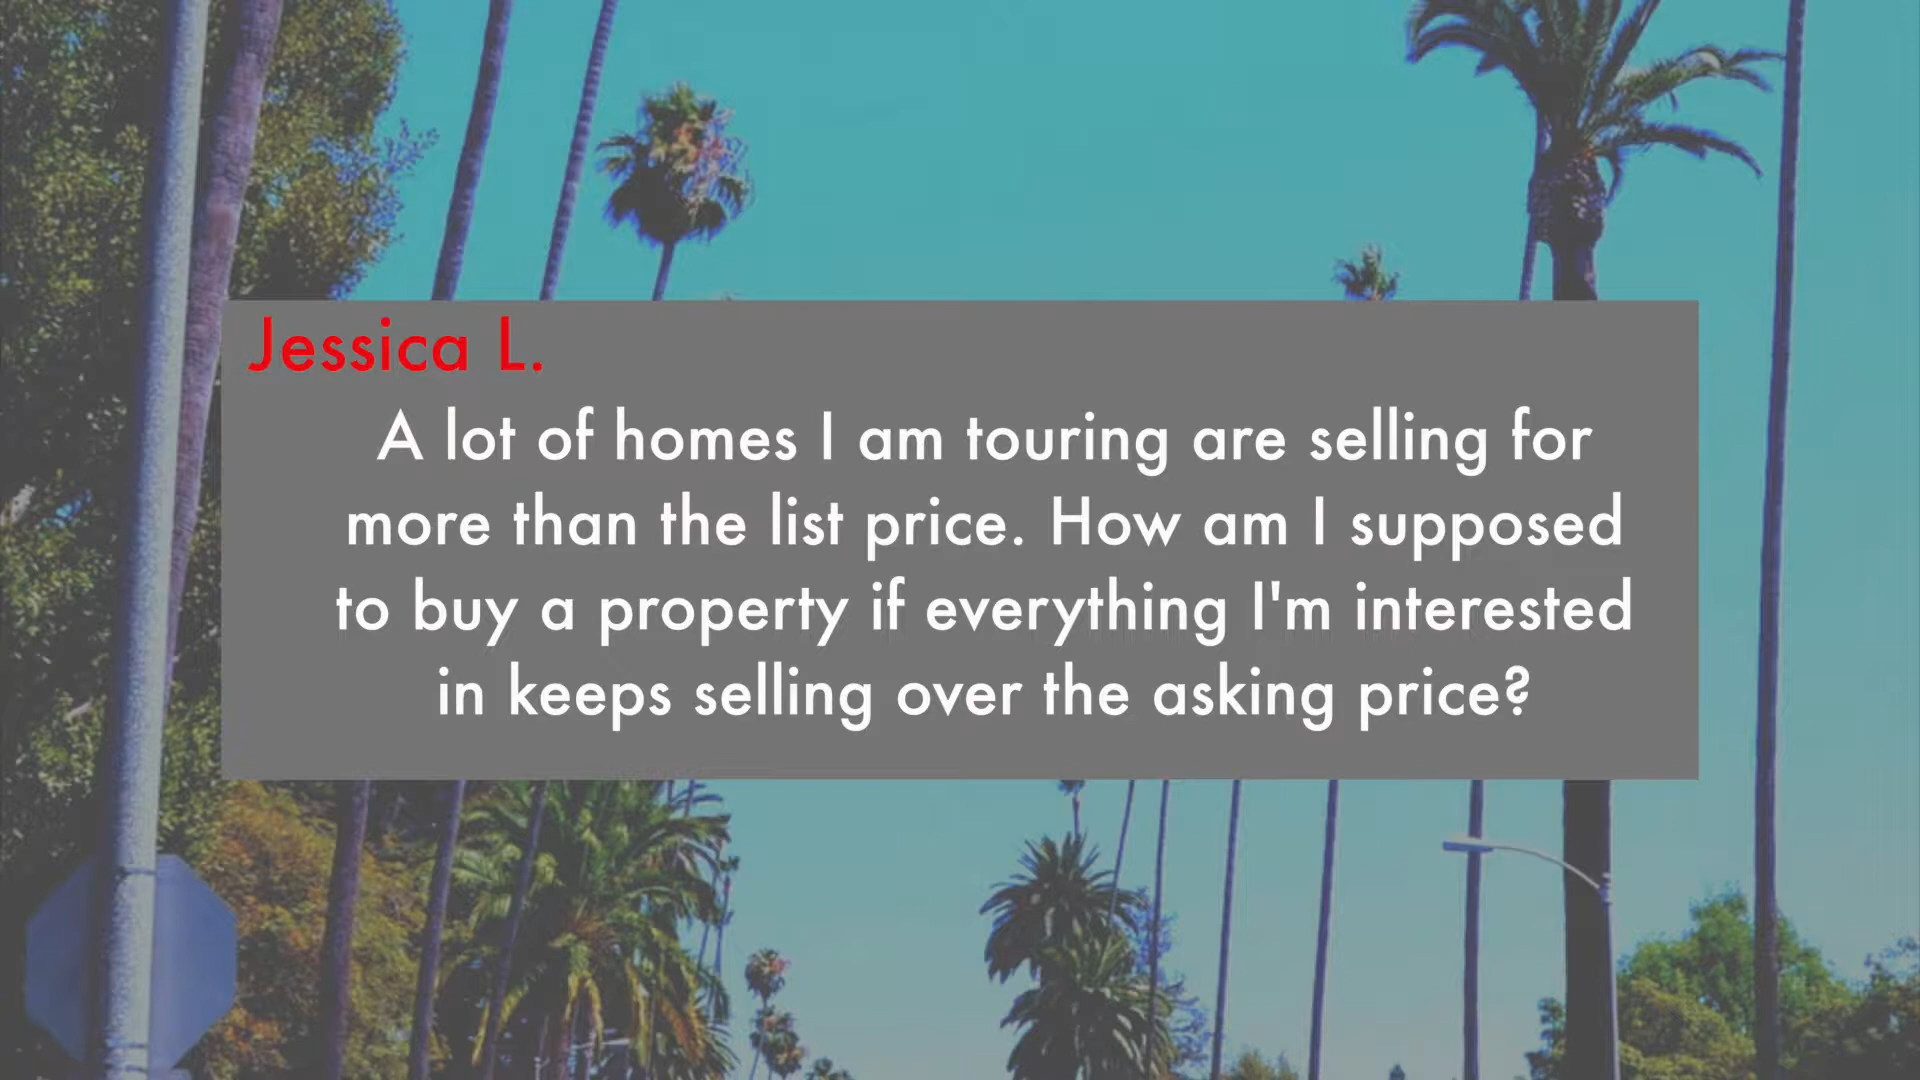 Jessica L.
A lot of homes I am touring are selling for
more than the list price. How am I supposed
to buy a property if everything I'm interested
in keeps selling over the asking price?